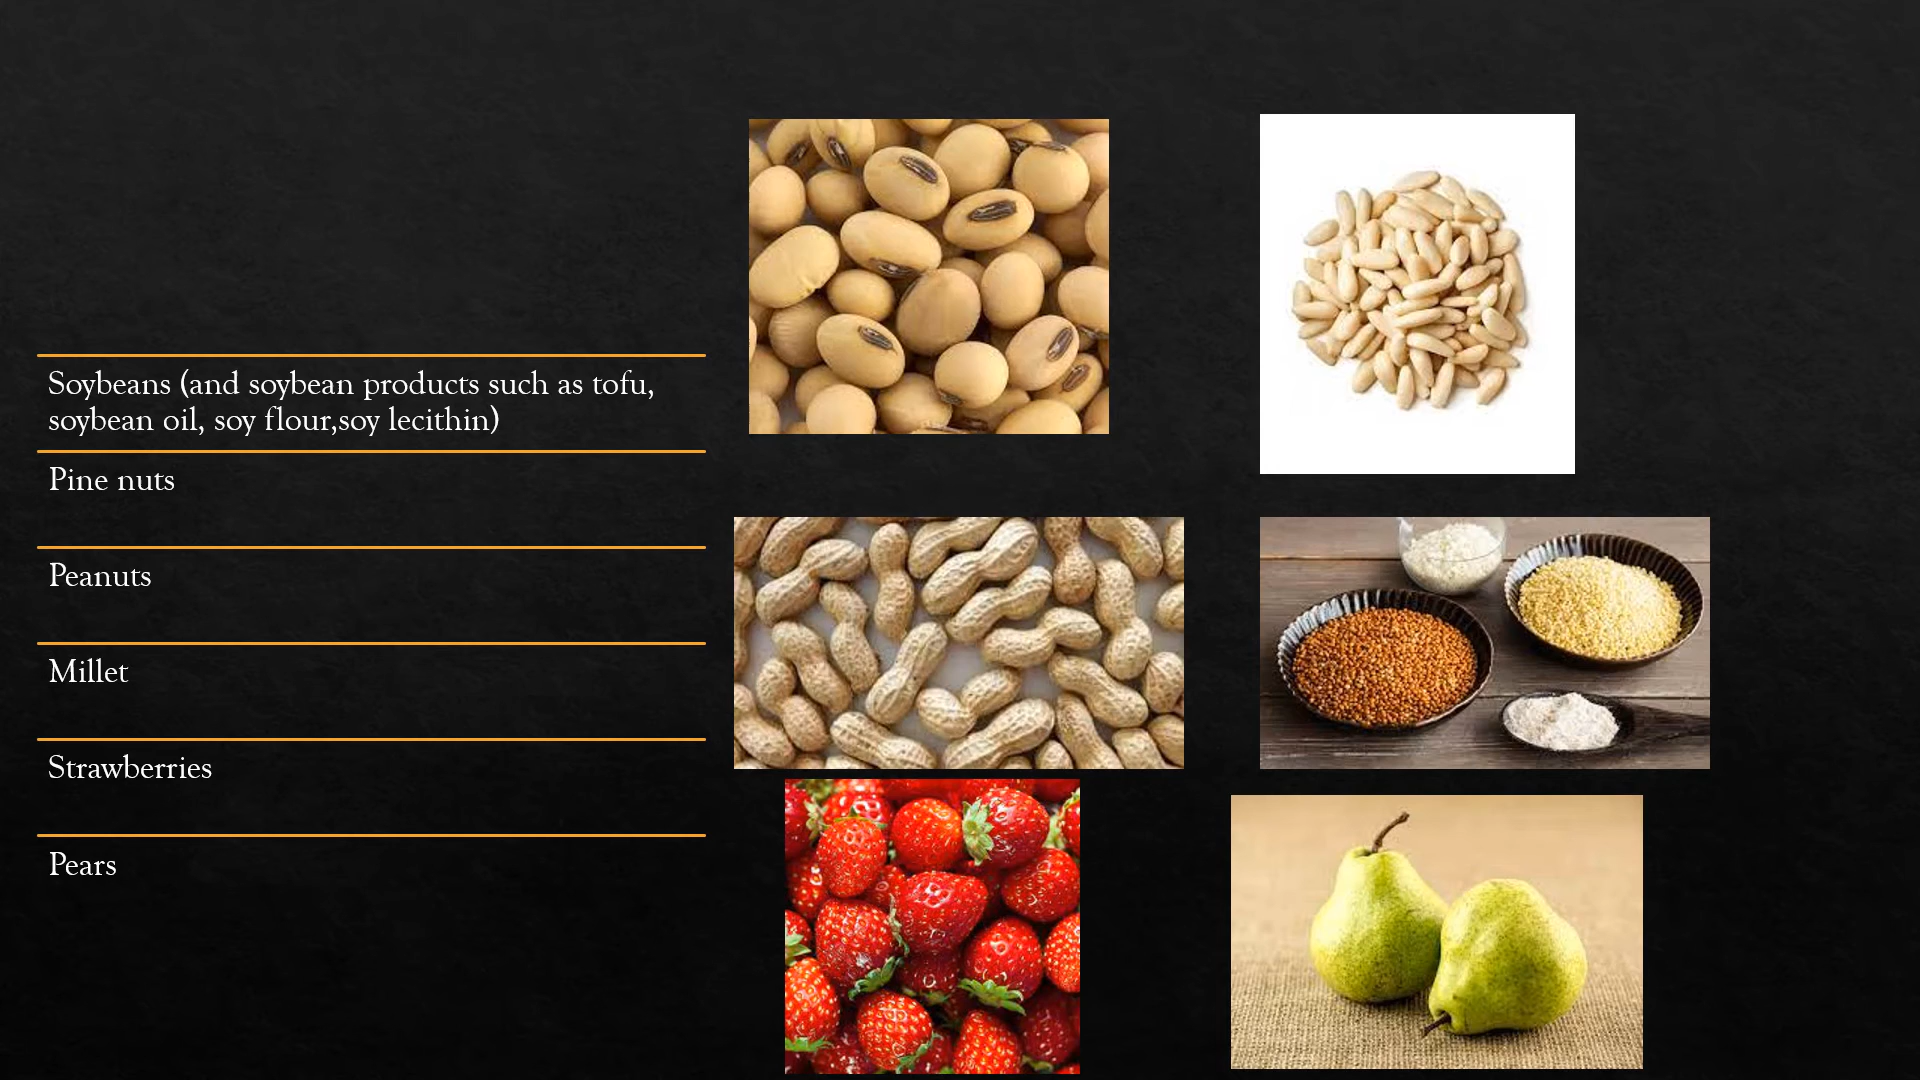 Soybeans (and soybean products such as tofu,
soybean oil, soy flour,soy lecithin)
Pine nuts
Peanuts
Millet
Strawberries
Pears